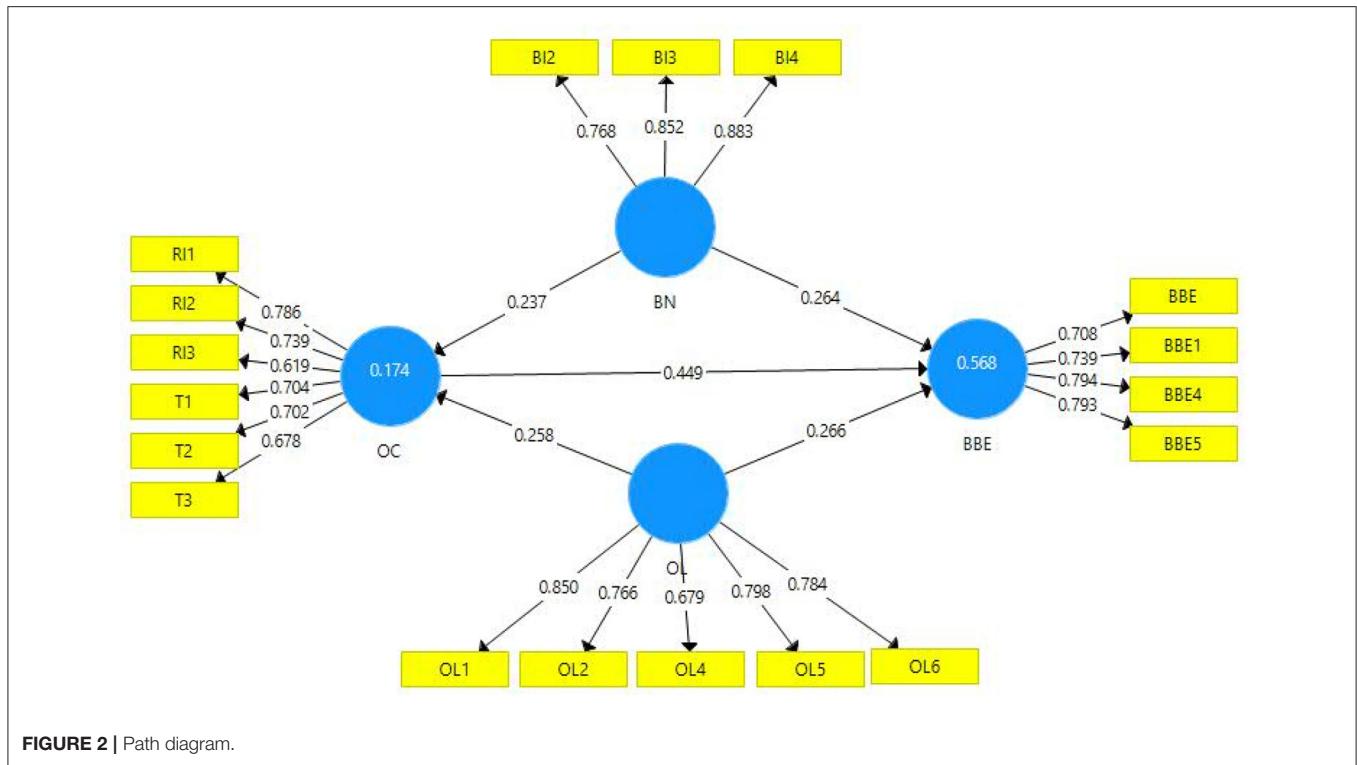 BI2 BI3 BI4
0.768 0.852 0.883
BN
RI1
RI2
RI3
T1
T2
T3
0.786
0.739
0.619
0.704
0.702
0.678
0.174
OC
0.237
0.264
0.449
0.258
0.266
0.568
BBE
0.708
0.739
0.794
0.793
BBE
BBE1
BBE4
BBE5
OL
0.850 0.766 0.679 0.798 0.784
OL1 OL2 OL4 OL5 OL6
FIGURE 2 | Path diagram.